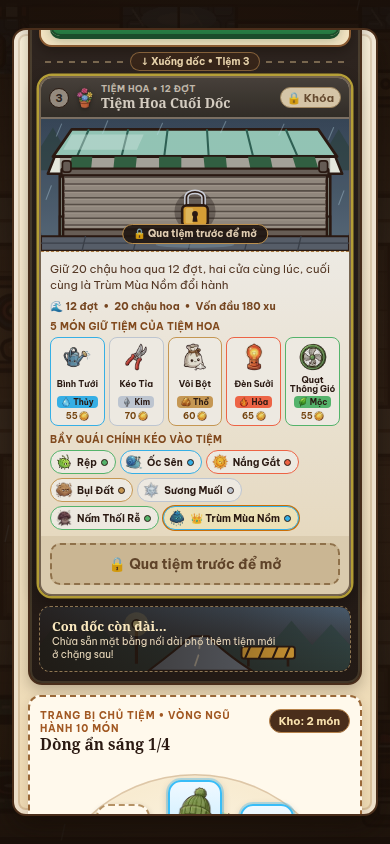 ↓ Xuống dốc • Tiệm 3
3
TIỆM HOA • 12 ĐỢT
Tiệm Hoa Cuối Dốc
🔒 Khóa
🔒 Qua tiệm trước để mở
Giữ 20 chậu hoa qua 12 đợt, hai cửa cùng lúc, cuối
cùng là Trùm Mùa Nồm đổi hành
🌊 12 đợt • 20 chậu hoa • Vốn đầu 180 xu
5 MÓN GIỮ TIỆM CỦA TIỆM HOA
Bình Tưới
Thủy
55
Kéo Tỉa
Kim
70
Vôi Bột
Thổ
60
Đèn Sưởi
Hỏa
65
Quạt
Thông Gió
Mộc
55
BẦY QUÁI CHÍNH KÉO VÀO TIỆM
Rệp
Ốc Sên
Nắng Gắt
Bụi Đất
Sương Muối
Nấm Thối Rễ
👑 Trùm Mùa Nồm
🔒 Qua tiệm trước để mở
Con dốc còn dài...
Chừa sẵn mặt bằng nối dài phố thêm tiệm mới
ở chặng sau!
TRANG BỊ CHỦ TIỆM • VÒNG NGŨ
HÀNH 10 MÓN
Dòng ẩn sáng 1/4
Kho: 2 món